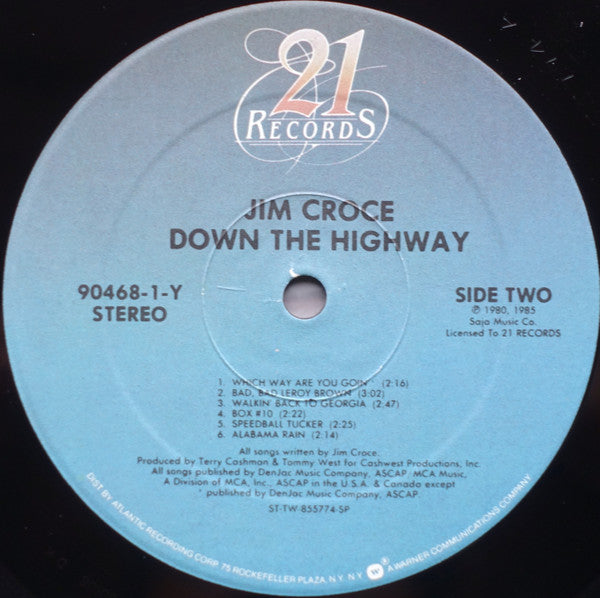 21
RECORDS
JIM CROCE
DOWN THE HIGHWAY
90468-1-Y
STEREO
SIDE TWO
℗ 1980, 1985
Saja Music Co.
Licensed To 21 RECORDS
1. WHICH WAY ARE YOU GOIN' * (2:16)
2. BAD, BAD LEROY BROWN (3:02)
3. WALKIN' BACK TO GEORGIA (2:47)
4. BOX #10 (2:22)
5. SPEEDBALL TUCKER (2:25)
6. ALABAMA RAIN (2:14)
All songs written by Jim Croce.
Produced by Terry Cashman & Tommy West for Cashwest Productions, Inc.
All songs published by DenJac Music Company, ASCAP/MCA Music,
A Division of MCA, Inc., ASCAP in the U.S.A. & Canada except
* published by DenJac Music Company, ASCAP.
ST-TW-855774-SP
DIST. BY ATLANTIC RECORDING CORP. 75 ROCKEFELLER PLAZA, N.Y. N.Y. W A WARNER COMMUNICATIONS COMPANY